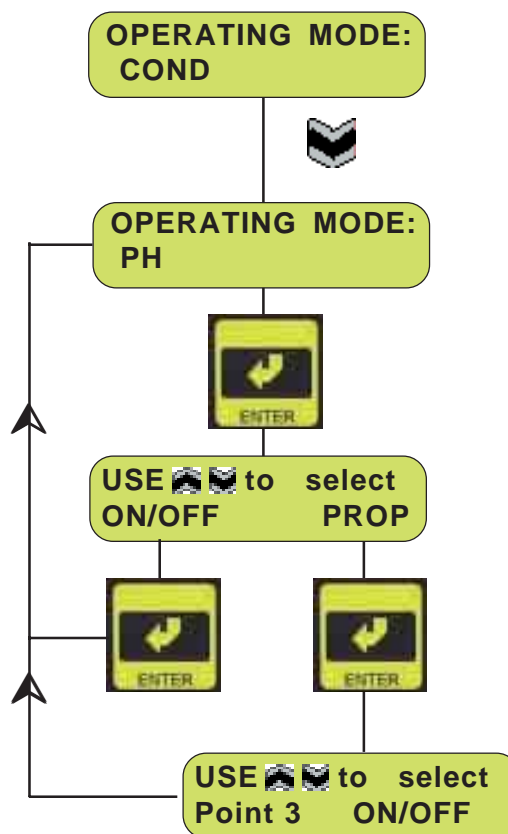 OPERATING MODE:
COND
OPERATING MODE:
PH
ENTER
USE to select
ON/OFF PROP
ENTER
ENTER
USE to select
Point 3 ON/OFF